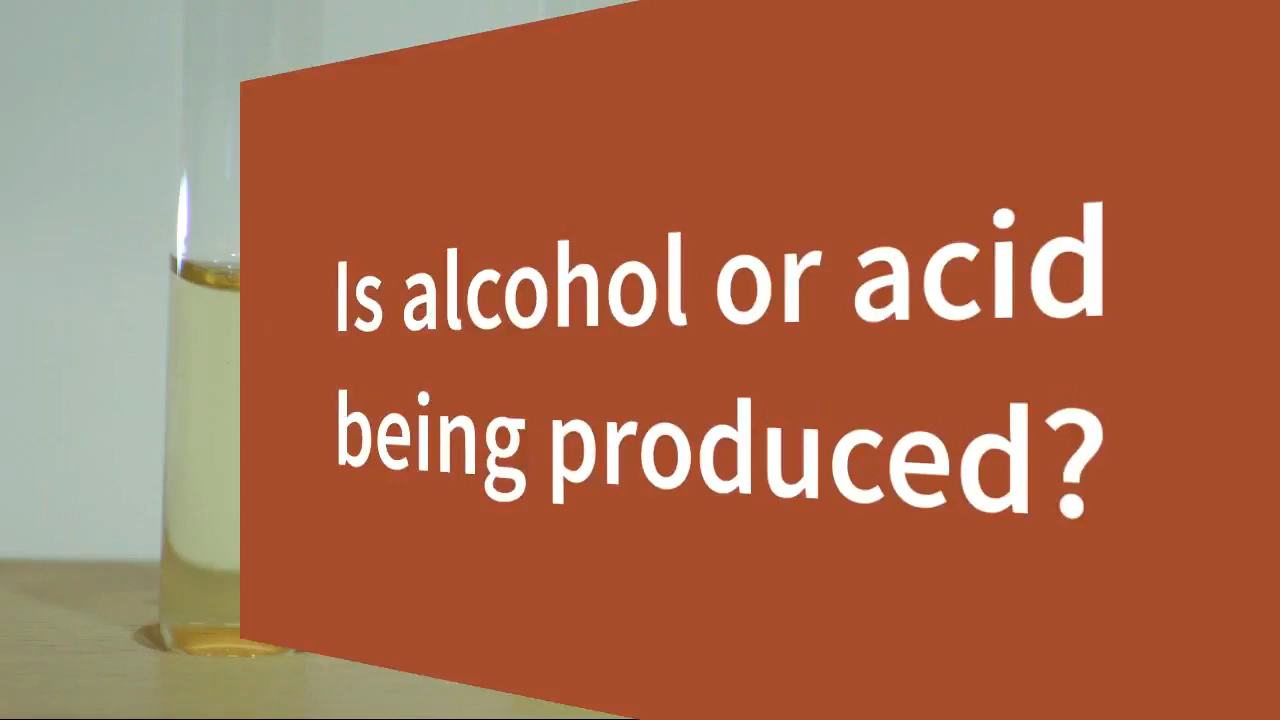 Is alcohol or acid
being produced?